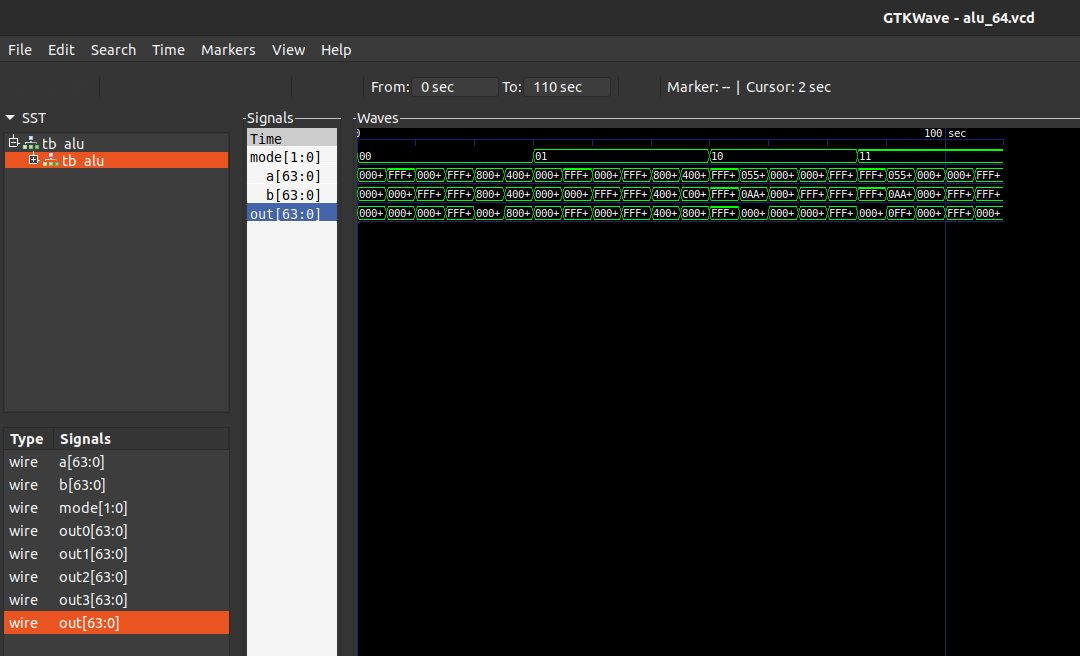 GTKWave - alu_64.vcd
File Edit Search Time Markers View Help
From: 0 sec To: 110 sec Marker: -- | Cursor: 2 sec
SST
tb_alu
tb_alu
Type Signals
wire a[63:0]
wire b[63:0]
wire mode[1:0]
wire out0[63:0]
wire out1[63:0]
wire out2[63:0]
wire out3[63:0]
wire out[63:0]
Signals
Time
mode[1:0]
a[63:0]
b[63:0]
out[63:0]
Waves
0 100 sec
00 01 10 11
000+ FFF+ 000+ FFF+ 800+ 400+ 000+ FFF+ 000+ FFF+ 800+ 400+ FFF+ 055+ 000+ 000+ FFF+ FFF+ 055+ 000+ 000+ FFF+
000+ 000+ FFF+ FFF+ 800+ 400+ 000+ 000+ FFF+ FFF+ 400+ C00+ FFF+ 0AA+ 000+ FFF+ FFF+ FFF+ 0AA+ 000+ FFF+ FFF+
000+ 000+ 000+ FFF+ 000+ 800+ 000+ FFF+ 000+ FFF+ 400+ 800+ FFF+ 000+ 000+ 000+ FFF+ 000+ 0FF+ 000+ FFF+ 000+